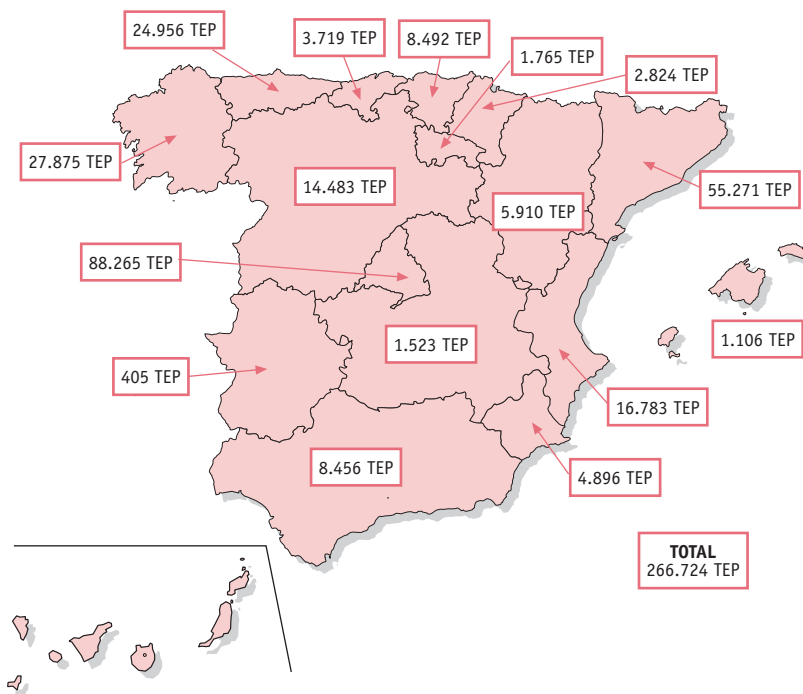 24.956 TEP
3.719 TEP
8.492 TEP
1.765 TEP
2.824 TEP
27.875 TEP
14.483 TEP
55.271 TEP
5.910 TEP
88.265 TEP
1.106 TEP
1.523 TEP
405 TEP
16.783 TEP
8.456 TEP
4.896 TEP
TOTAL
266.724 TEP